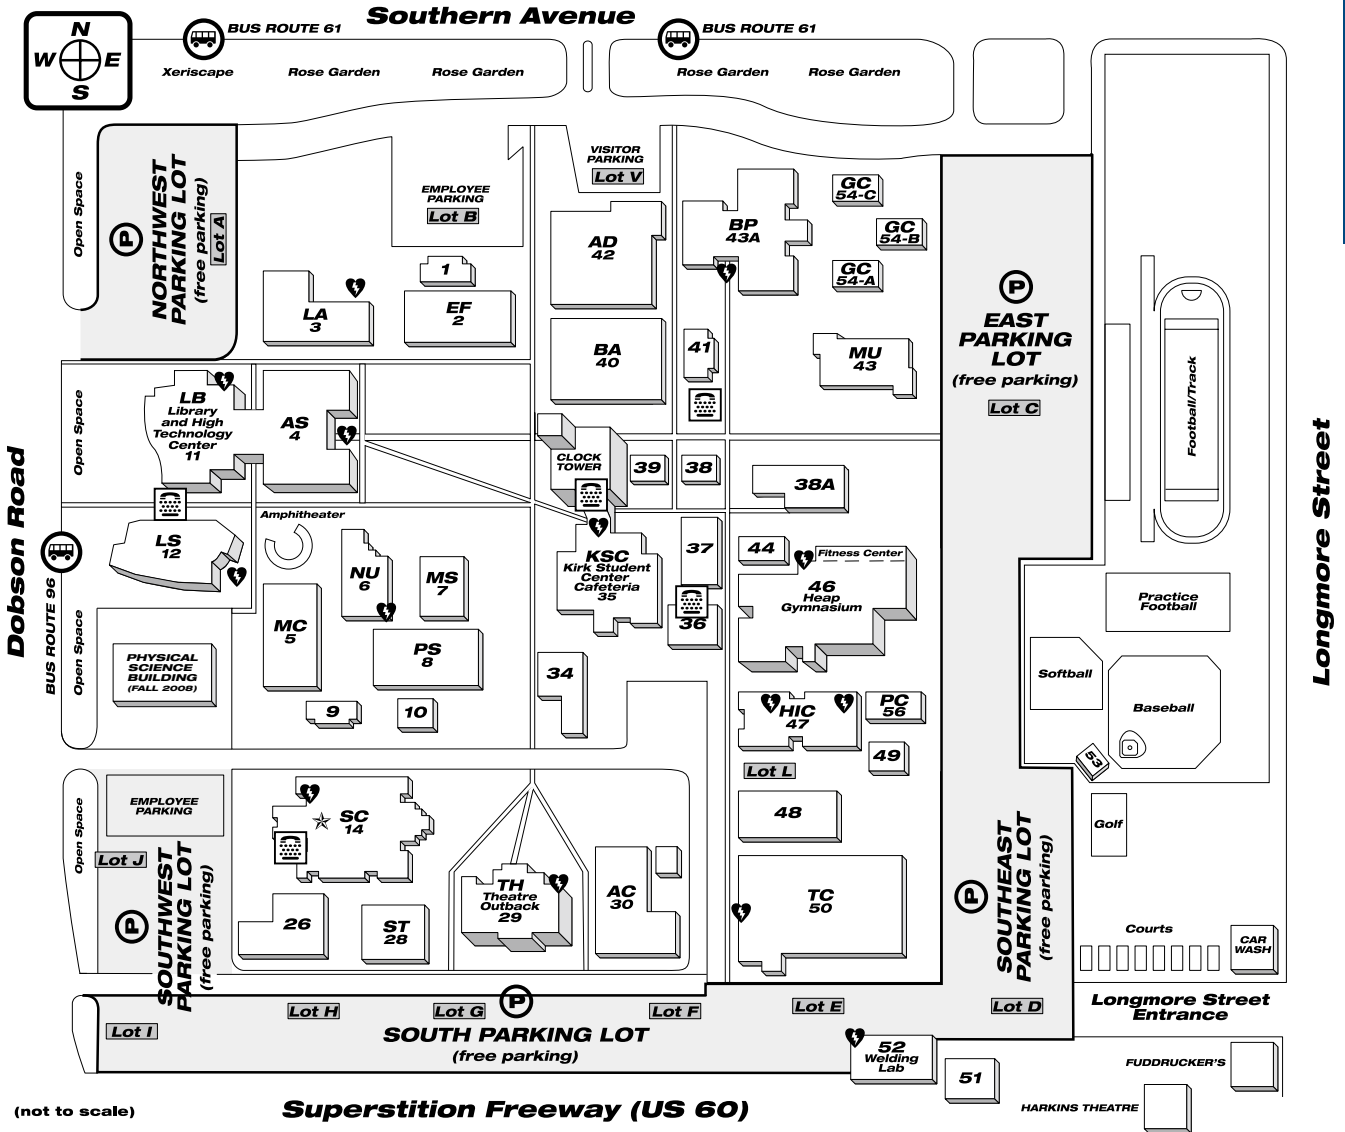 Southern Avenue
N
W E
S
BUS ROUTE 61
BUS ROUTE 61
Xeriscape
Rose Garden
Rose Garden
Rose Garden
Rose Garden
Open Space
NORTHWEST
PARKING LOT
(free parking)
Lot A
P
EMPLOYEE
PARKING
Lot B
VISITOR
PARKING
Lot V
AD
42
BP
43A
GC
54-C
GC
54-B
GC
54-A
1
LA
3
EF
2
BA
40
41
MU
43
P
EAST
PARKING
LOT
(free parking)
Lot C
Football/Track
Longmore Street
Dobson Road
BUS ROUTE 96
Open Space
LB
Library
and High
Technology
Center
11
AS
4
CLOCK
TOWER
39
38
38A
LS
12
Amphitheater
NU
6
MS
7
KSC
Kirk Student
Center
Cafeteria
35
37
36
44
Fitness Center
46
Heap
Gymnasium
Practice
Football
Open Space
PHYSICAL
SCIENCE
BUILDING
(FALL 2008)
MC
5
PS
8
9
10
34
HIC
47
PC
56
49
Lot L
48
Softball
Baseball
53
Golf
Open Space
EMPLOYEE
PARKING
Lot J
P
SOUTHWEST
PARKING LOT
(free parking)
SC
14
26
ST
28
TH
Theatre
Outback
29
AC
30
TC
50
P
SOUTHEAST
PARKING LOT
(free parking)
Courts
CAR
WASH
Lot I
Lot H
Lot G
P
Lot F
Lot E
Lot D
SOUTH PARKING LOT
(free parking)
Longmore Street
Entrance
52
Welding
Lab
51
FUDDRUCKER'S
HARKINS THEATRE
(not to scale)
Superstition Freeway (US 60)